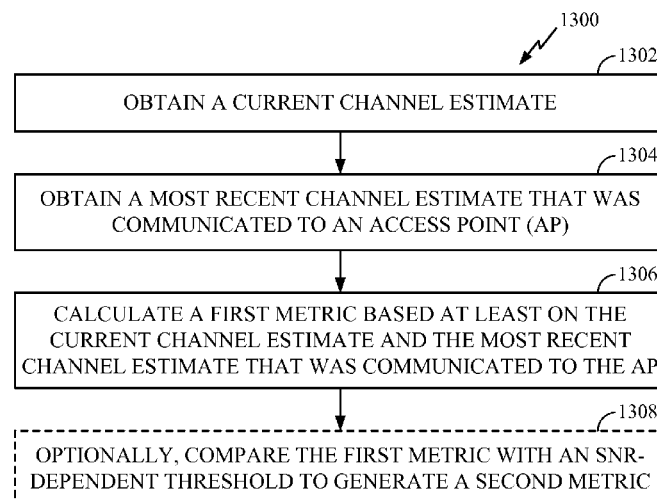 1300
1302
OBTAIN A CURRENT CHANNEL ESTIMATE
1304
OBTAIN A MOST RECENT CHANNEL ESTIMATE THAT WAS
COMMUNICATED TO AN ACCESS POINT (AP)
1306
CALCULATE A FIRST METRIC BASED AT LEAST ON THE
CURRENT CHANNEL ESTIMATE AND THE MOST RECENT
CHANNEL ESTIMATE THAT WAS COMMUNICATED TO THE AP
1308
OPTIONALLY, COMPARE THE FIRST METRIC WITH AN SNR-
DEPENDENT THRESHOLD TO GENERATE A SECOND METRIC